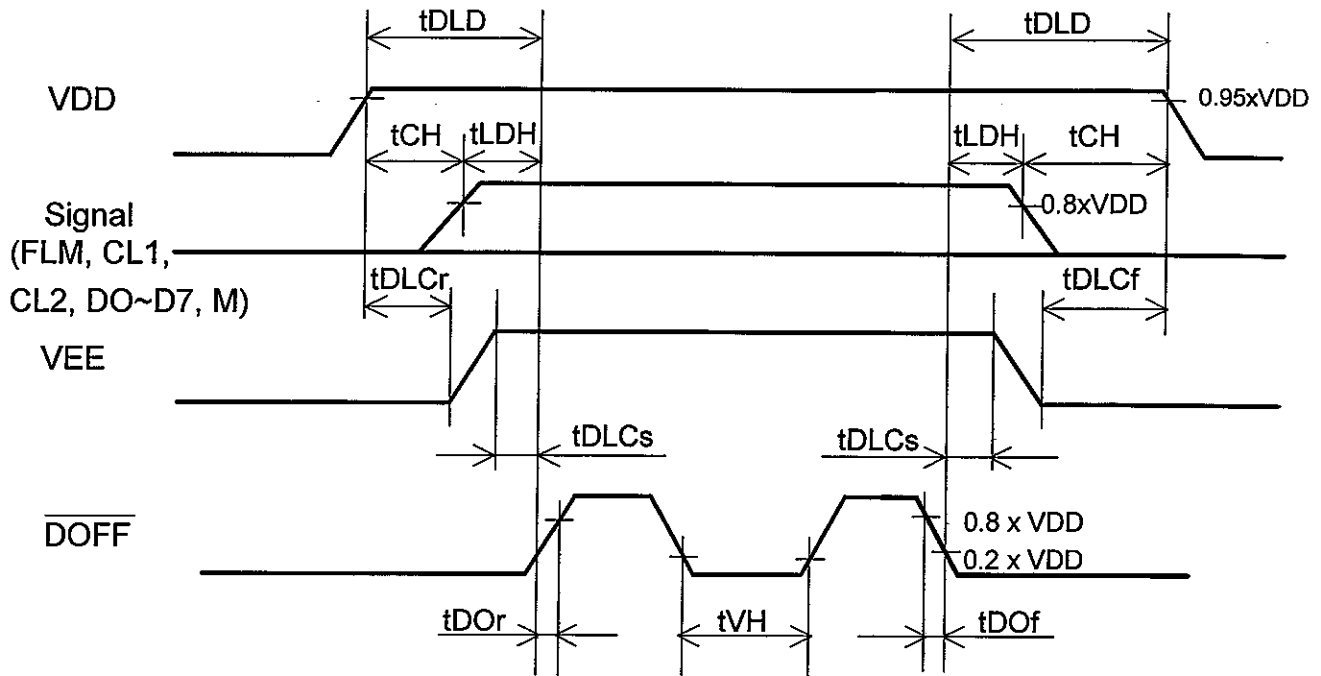 tDLD tDLD
VDD
0.95xVDD
tCH tLDH tLDH tCH
Signal
(FLM, CL1,
CL2, DO~D7, M)
0.8xVDD
tDLCr tDLCf
VEE
tDLCs tDLCs
DOFF
0.8 x VDD
0.2 x VDD
tDOr tVH tDOf